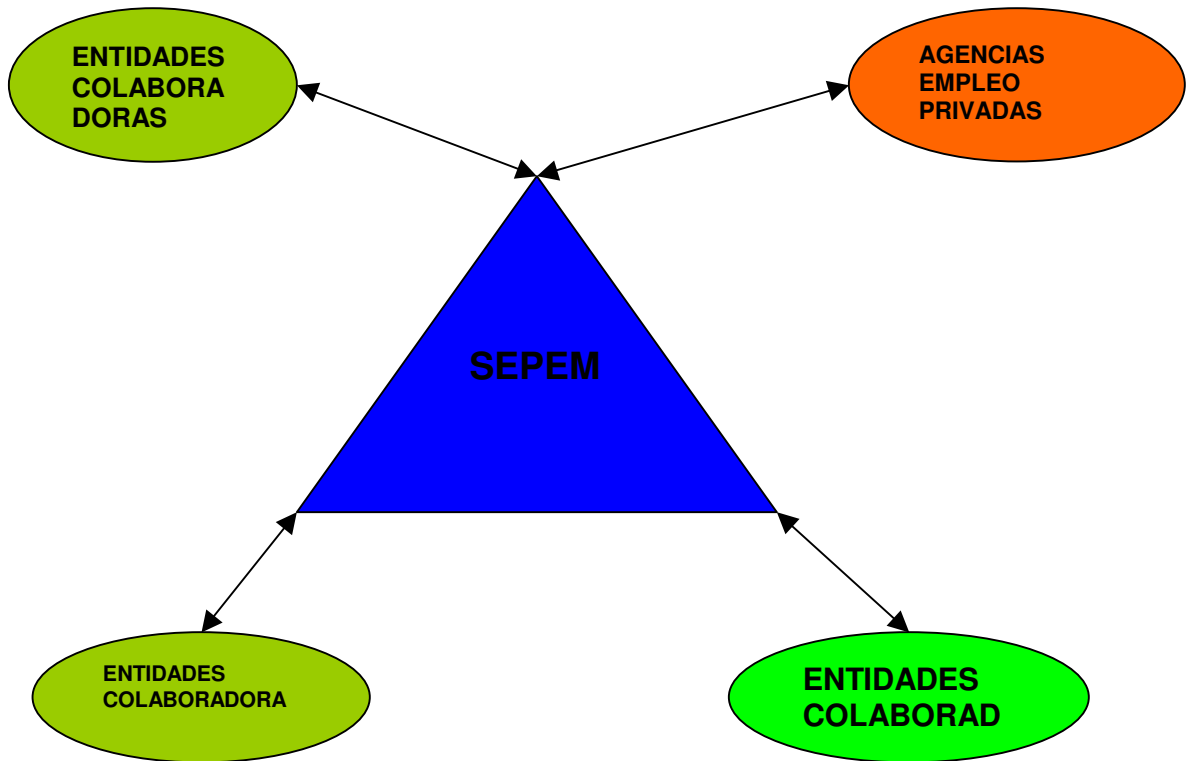 ENTIDADES
COLABORA
DORAS
AGENCIAS
EMPLEO
PRIVADAS
SEPEM
ENTIDADES
COLABORADORA
ENTIDADES
COLABORAD